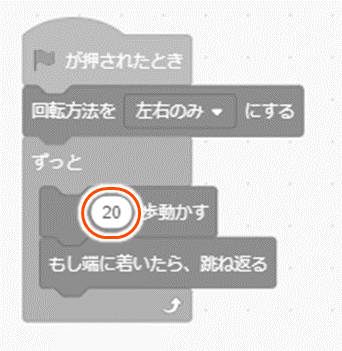 が押されたとき
回転方法を 左右のみ にする
ずっと
20 歩動かす
もし端に着いたら、跳ね返る